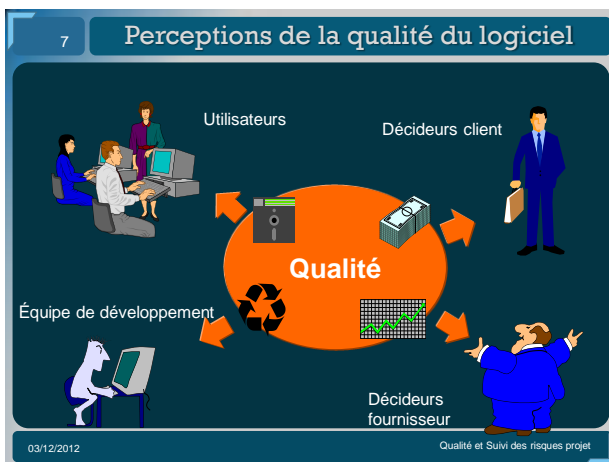 7
Perceptions de la qualité du logiciel
Utilisateurs
Décideurs client
Qualité
Équipe de développement
Décideurs
fournisseur
03/12/2012
Qualité et Suivi des risques projet